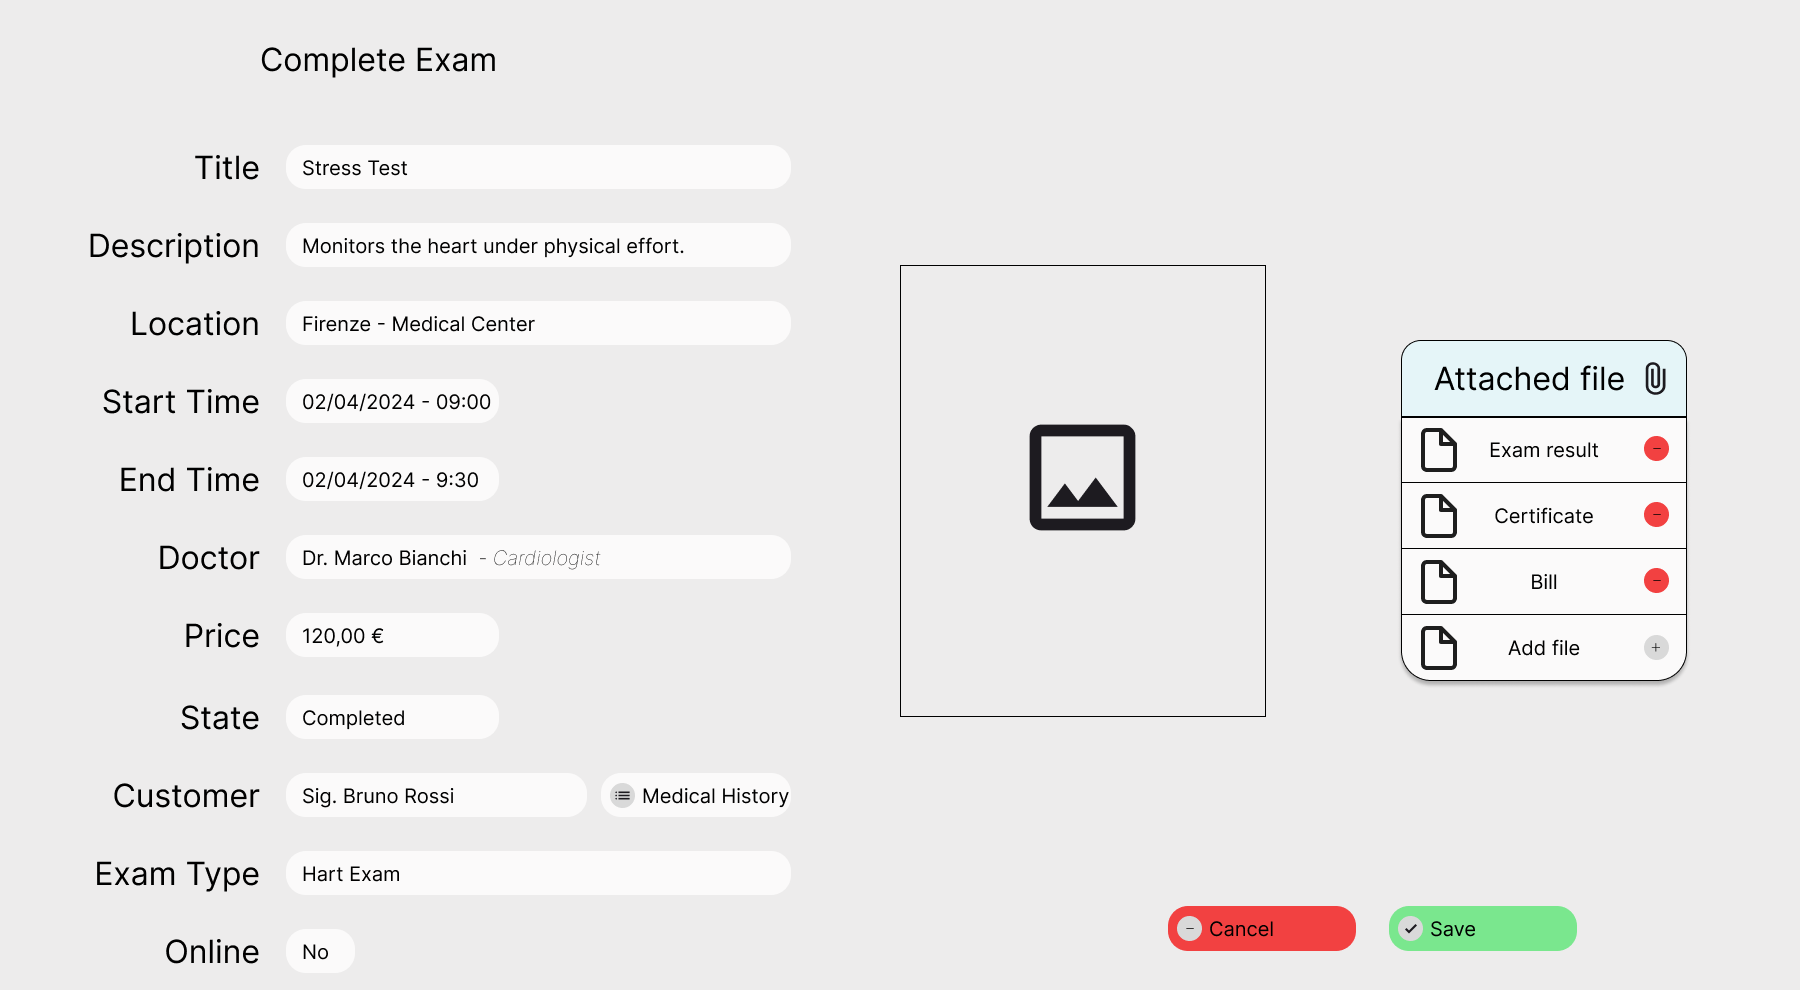 Complete Exam
Title
Stress Test
Description
Monitors the heart under physical effort.
Location
Firenze - Medical Center
Start Time
02/04/2024 - 09:00
End Time
02/04/2024 - 9:30
Doctor
Dr. Marco Bianchi - Cardiologist
Price
120,00 €
State
Completed
Customer
Sig. Bruno Rossi
Medical History
Exam Type
Hart Exam
Online
No
Attached file
Exam result
Certificate
Bill
Add file
Cancel
Save